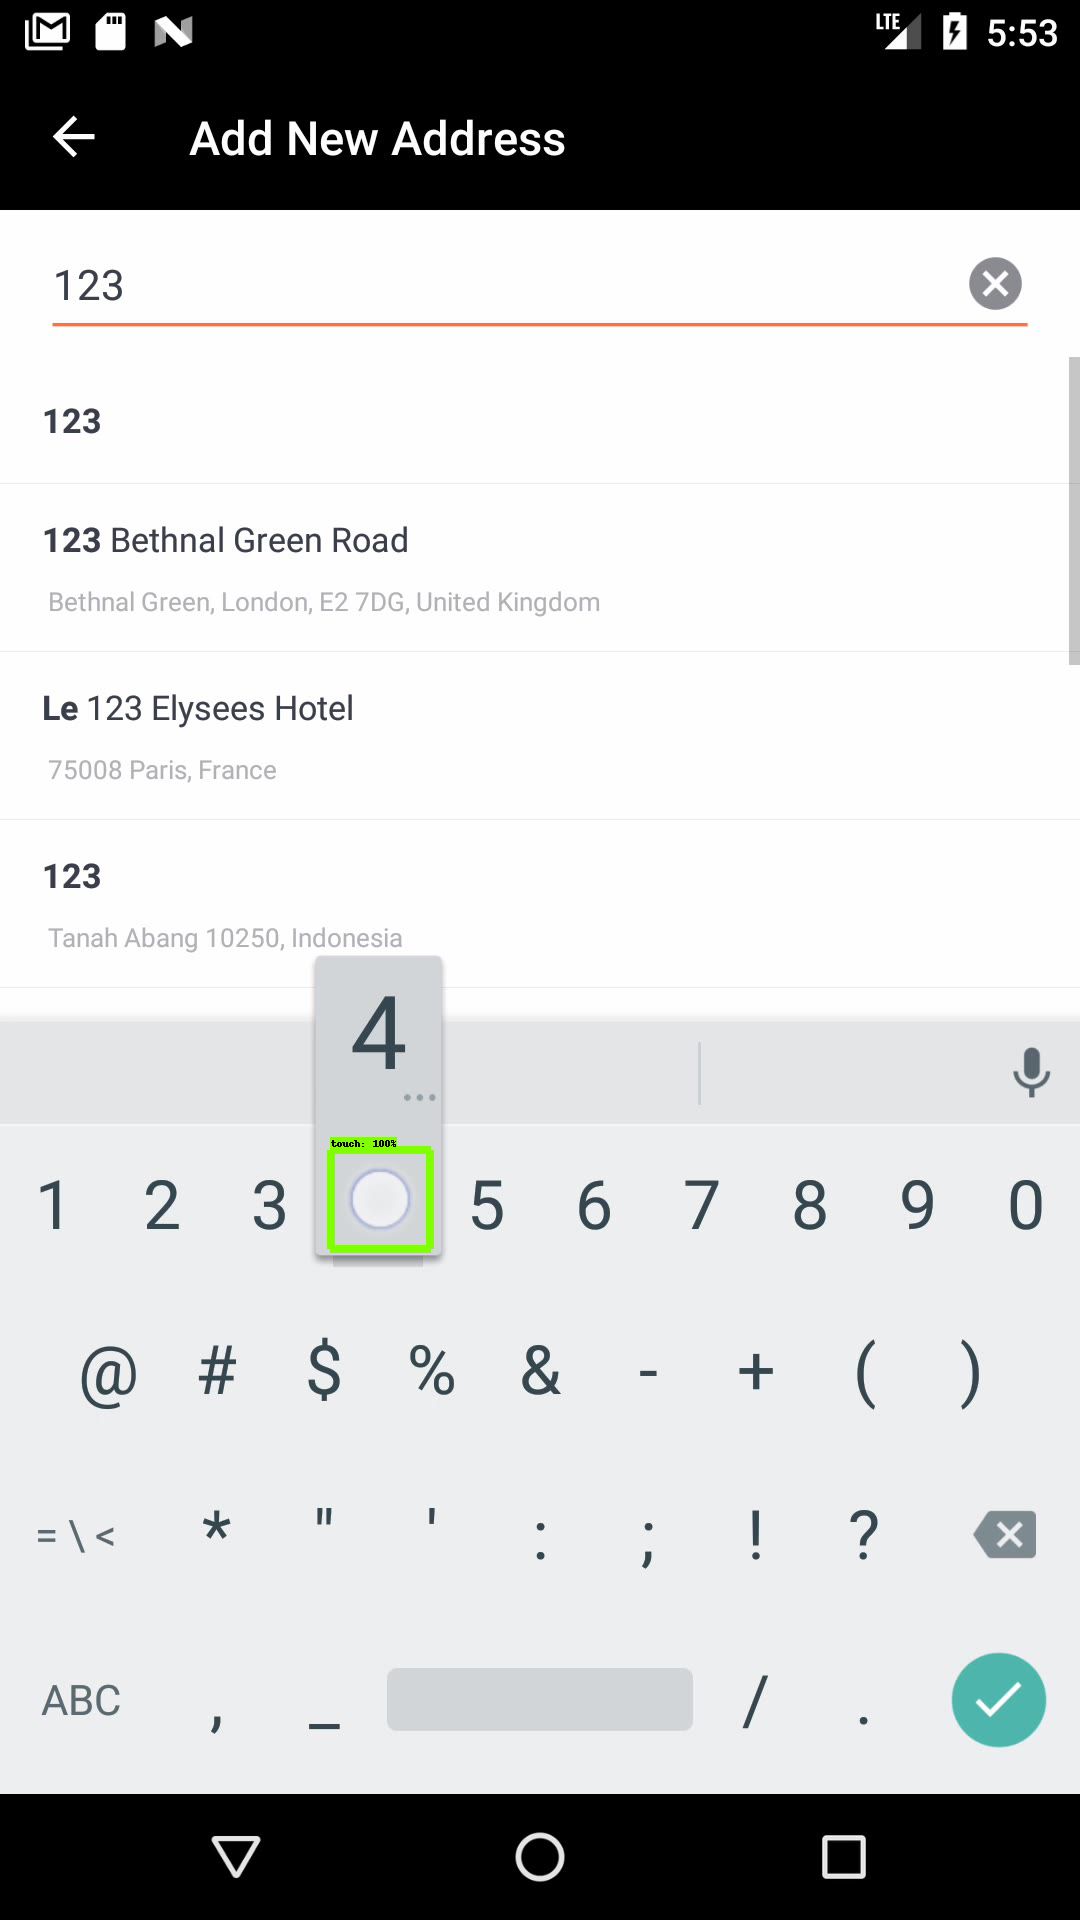 LTE 5:53
Add New Address
123
123
123 Bethnal Green Road
Bethnal Green, London, E2 7DG, United Kingdom
Le 123 Elysees Hotel
75008 Paris, France
123
Tanah Abang 10250, Indonesia
4
...
touch: 100%
1 2 3 5 6 7 8 9 0
@ # $ % & - + ( )
= \ < * " ' : ; ! ?
ABC , _ / .